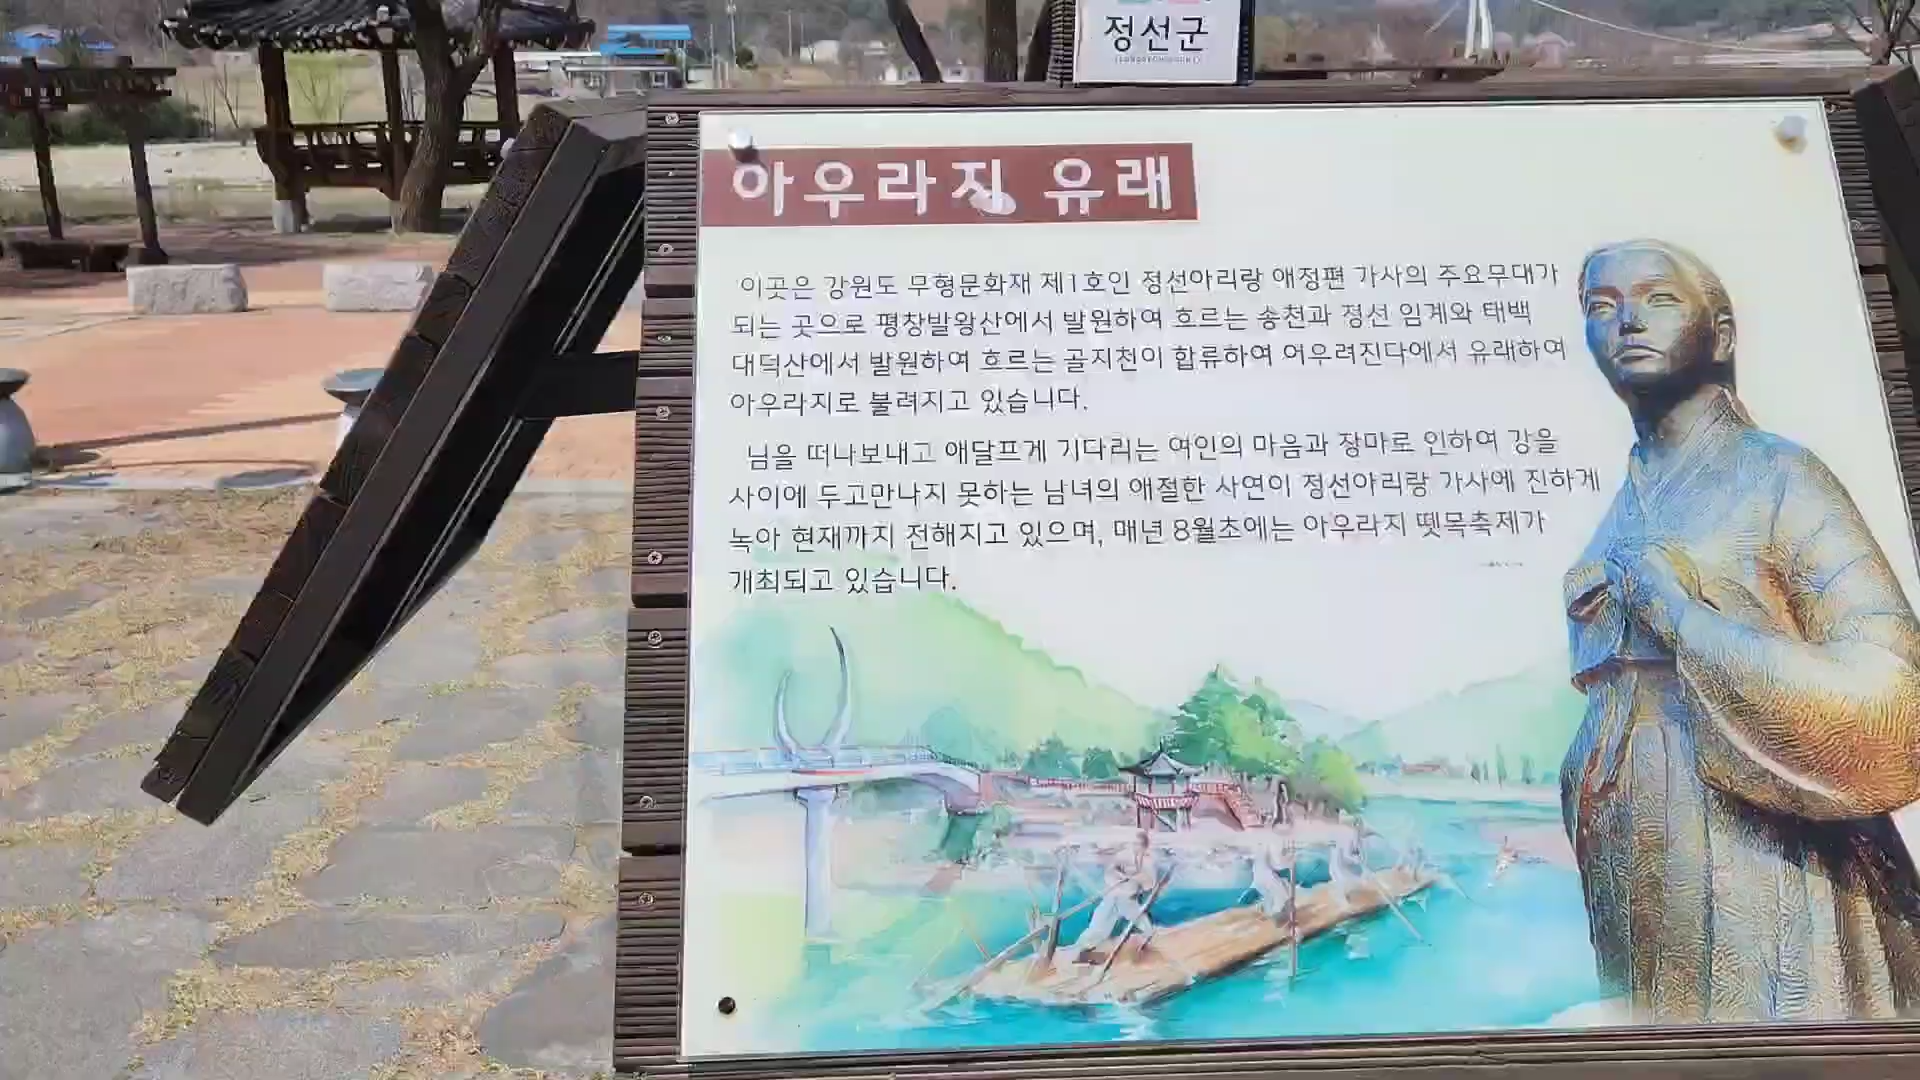 정선군
아우라지 유래
이곳은 강원도 무형문화재 제1호인 정선아리랑 애정편 가사의 주요무대가
되는 곳으로 평창발왕산에서 발원하여 흐르는 송천과 정선 임계와 태백
대덕산에서 발원하여 흐르는 골지천이 합류하여 어우려진다에서 유래하여
아우라지로 불려지고 있습니다.
님을 떠나보내고 애달프게 기다리는 여인의 마음과 장마로 인하여 강을
사이에 두고만나지 못하는 남녀의 애절한 사연이 정선아리랑 가사에 진하게
녹아 현재까지 전해지고 있으며, 매년 8월초에는 아우라지 뗏목축제가
개최되고 있습니다.